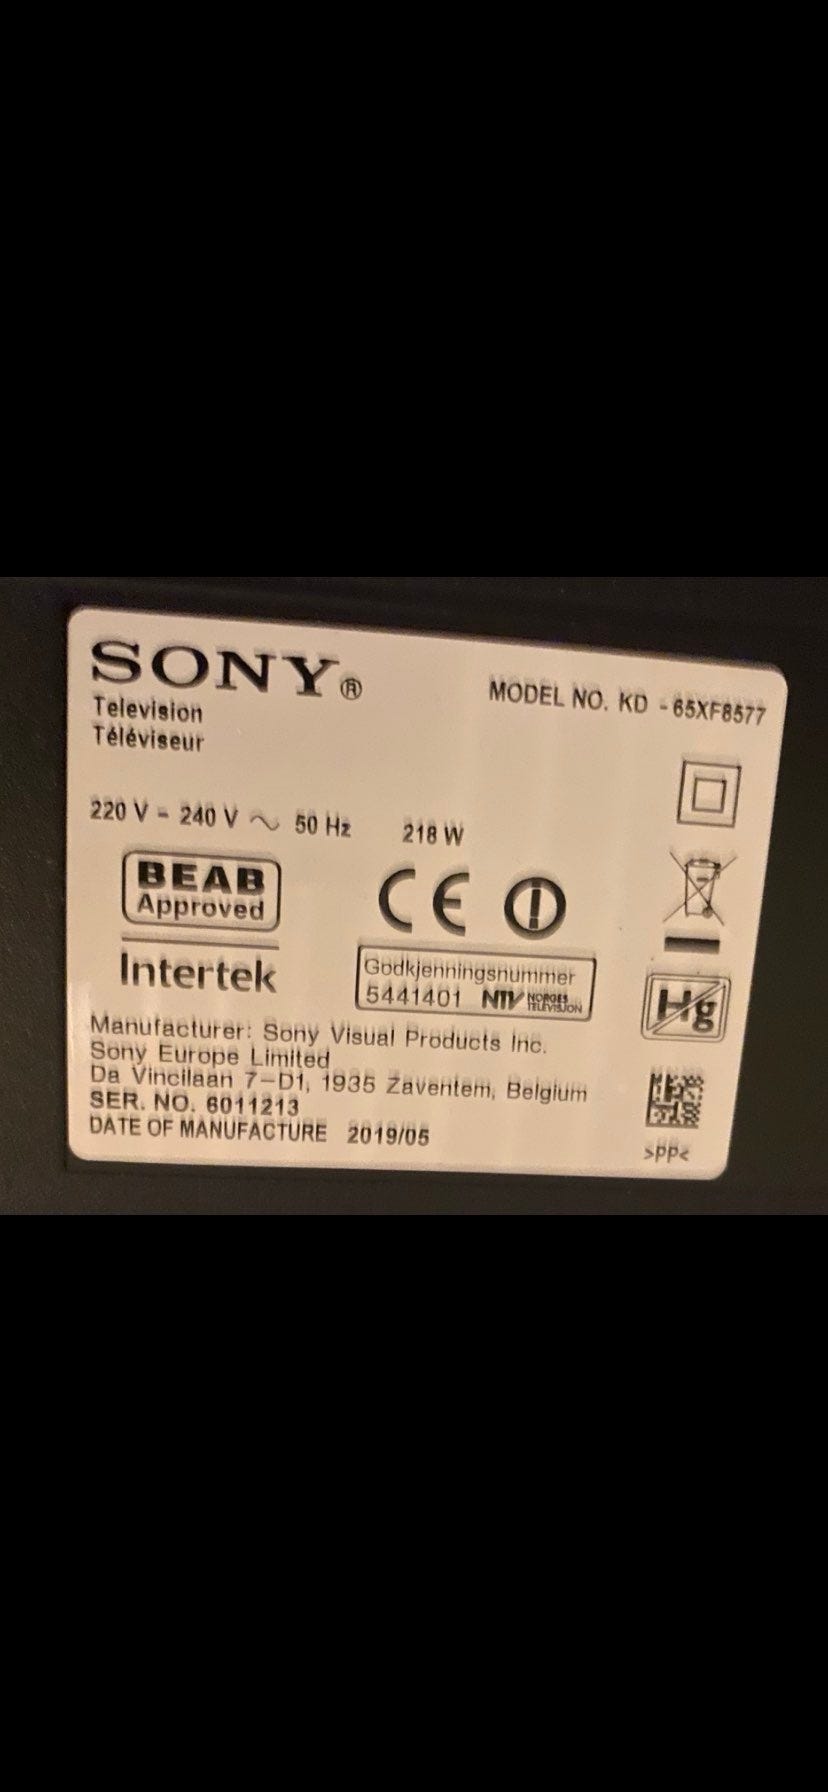 SONY®
Television
Téléviseur
MODEL NO. KD - 65XF8577
220 V - 240 V ~ 50 Hz 218 W
BEAB
Approved
Intertek
CE
Godkjenningsnummer
5441401 NTV NORGES TELEVISJON
Hg
Manufacturer: Sony Visual Products Inc.
Sony Europe Limited
Da Vincilaan 7-D1, 1935 Zaventem, Belgium
SER. NO. 6011213
DATE OF MANUFACTURE 2019/05
>PP<